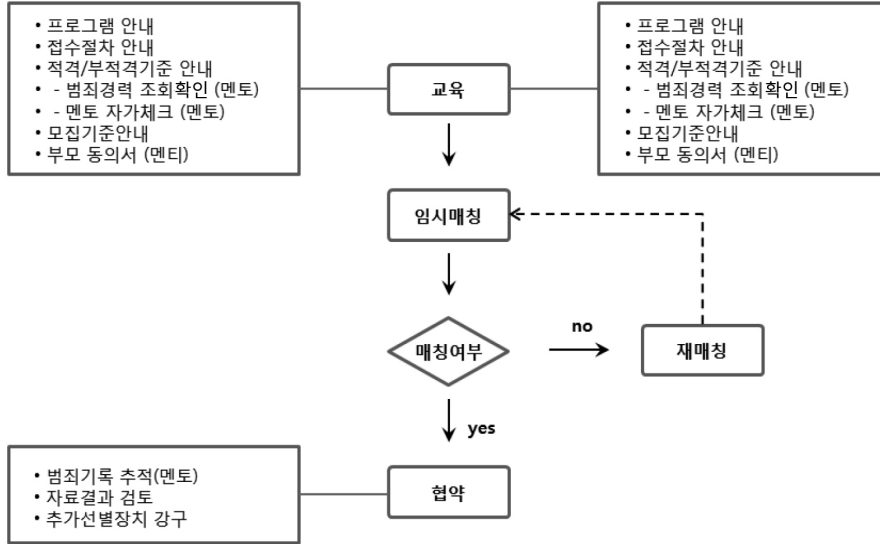 • 프로그램 안내
• 접수절차 안내
• 적격/부적격기준 안내
• - 범죄경력 조회확인 (멘토)
• - 멘토 자가체크 (멘토)
• 모집기준안내
• 부모 동의서 (멘티)
교육
• 프로그램 안내
• 접수절차 안내
• 적격/부적격기준 안내
• - 범죄경력 조회확인 (멘토)
• - 멘토 자가체크 (멘토)
• 모집기준안내
• 부모 동의서 (멘티)
임시매칭
매칭여부
no
재매칭
yes
• 범죄기록 추적(멘토)
• 자료결과 검토
• 추가선별장치 강구
협약